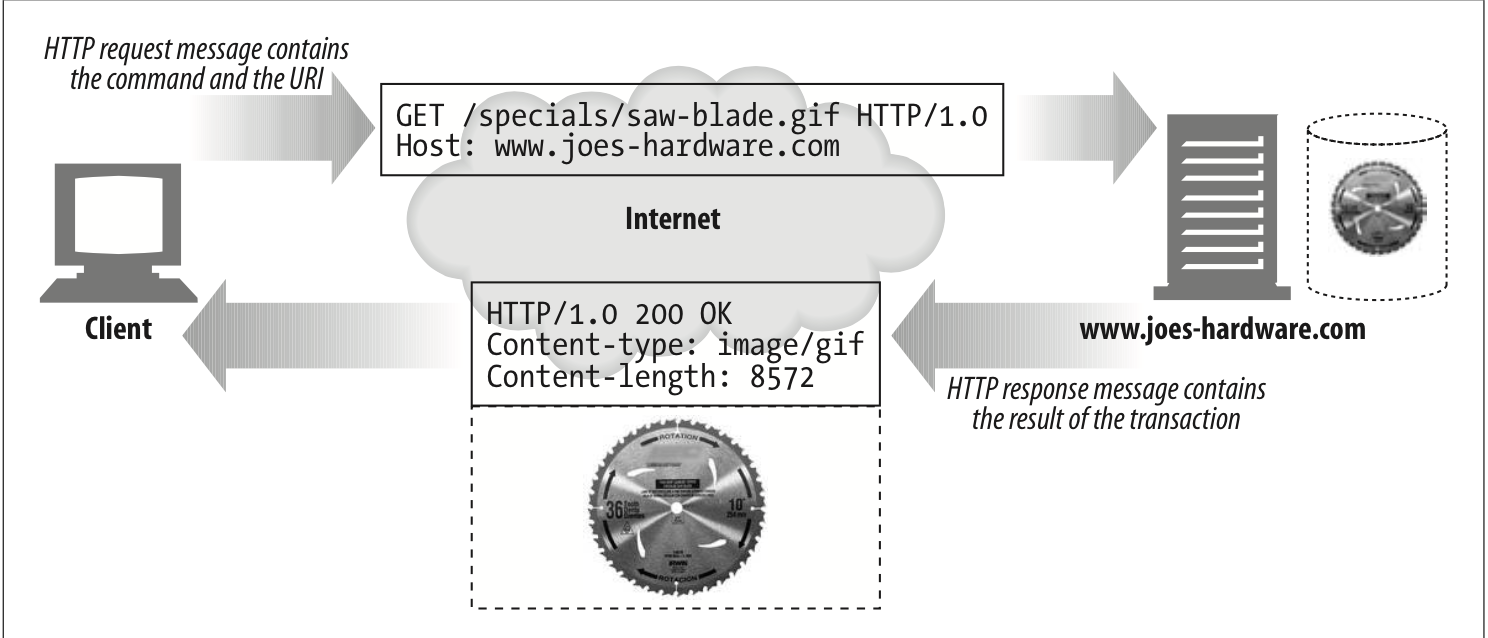 HTTP request message contains
the command and the URI
GET /specials/saw-blade.gif HTTP/1.0
Host: www.joes-hardware.com
Internet
Client
HTTP/1.0 200 OK
Content-type: image/gif
Content-length: 8572
www.joes-hardware.com
HTTP response message contains
the result of the transaction
ROTATION
36
10"
ROTACION